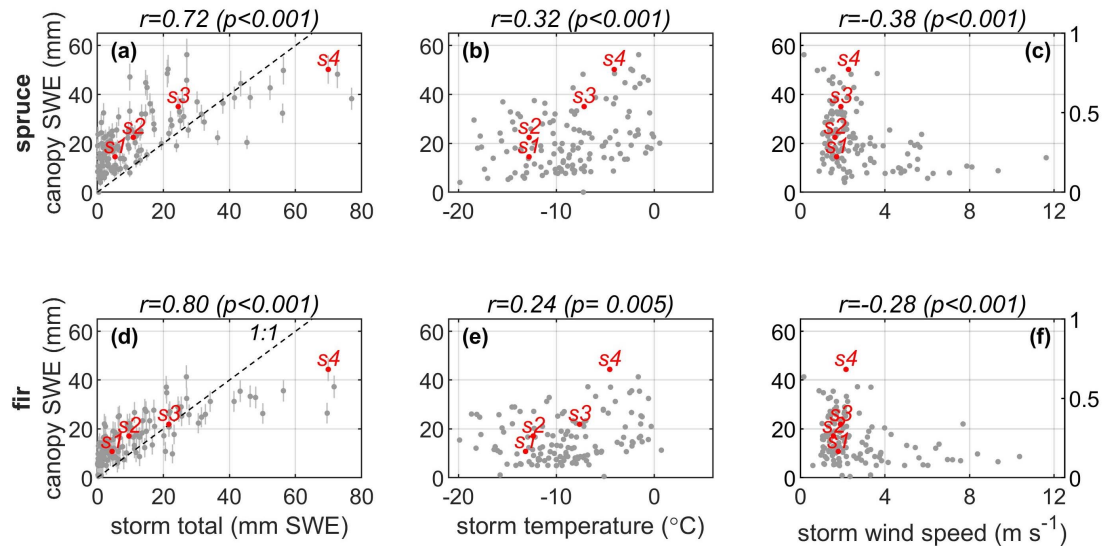 r=0.72 (p<0.001) r=0.32 (p<0.001) r=-0.38 (p<0.001)
spruce
canopy SWE (mm)
60
40
20
0
(a)
s1
s2
s3
s4
0 20 40 60 80
(b)
60
40
20
0
s1
s2
s3
s4
-20 -10 0
(c)
60
40
20
0
s1
s2
s3
s4
1
0.5
0
0 4 8 12
r=0.80 (p<0.001) r=0.24 (p= 0.005) r=-0.28 (p<0.001)
fir
canopy SWE (mm)
60
40
20
0
(d)
1:1
s1
s2
s3
s4
0 20 40 60 80
storm total (mm SWE)
(e)
60
40
20
0
s1
s2
s3
s4
-20 -10 0
storm temperature (°C)
(f)
60
40
20
0
s1
s2
s3
s4
1
0.5
0
0 4 8 12
storm wind speed (m s⁻¹)